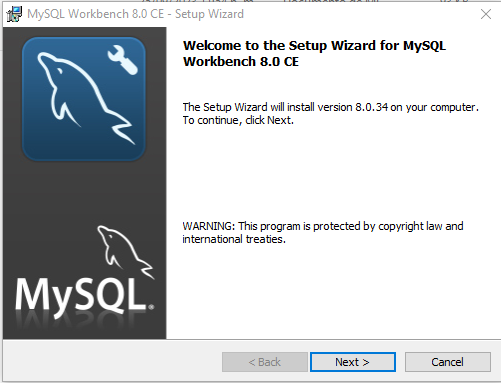 MySQL Workbench 8.0 CE - Setup Wizard
Welcome to the Setup Wizard for MySQL
Workbench 8.0 CE
The Setup Wizard will install version 8.0.34 on your computer.
To continue, click Next.
WARNING: This program is protected by copyright law and
international treaties.
MySQL®
< Back
Next >
Cancel